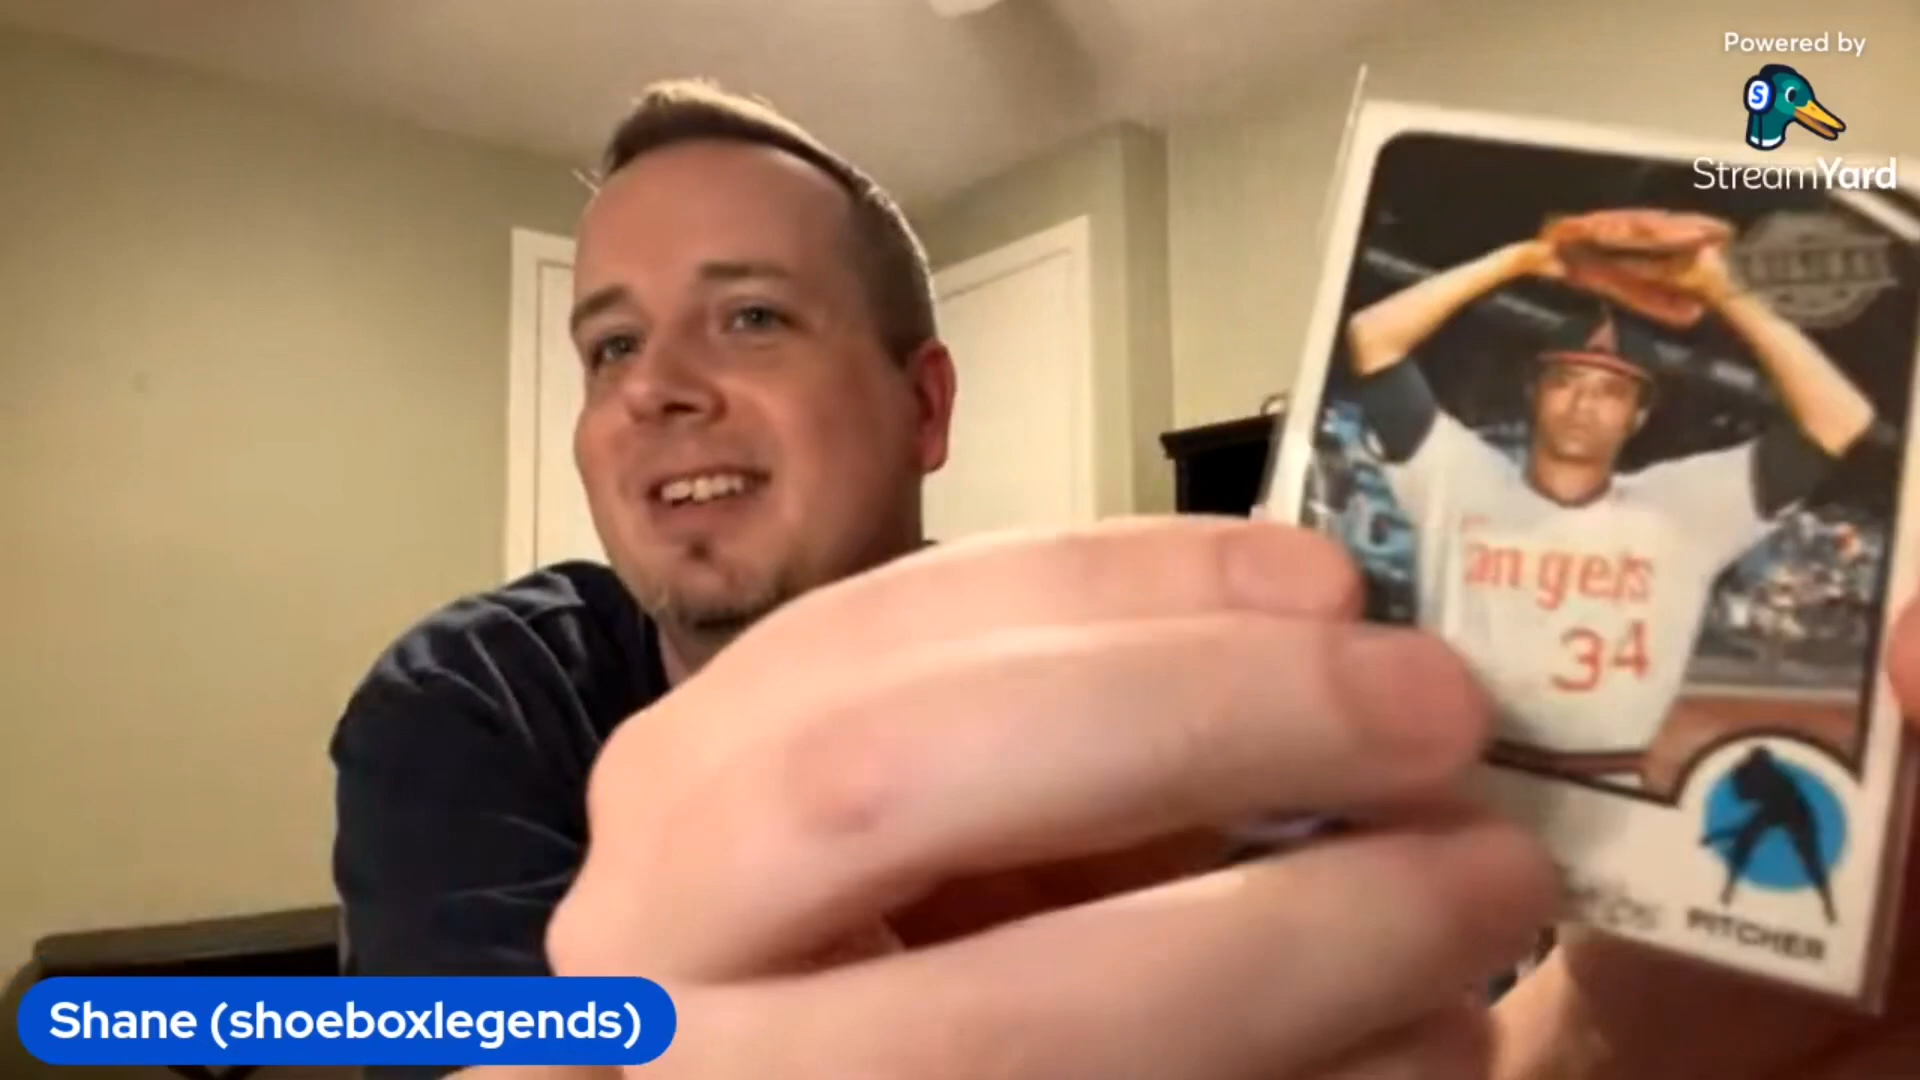 Powered by
S
StreamYard
angels
34
PITCHER
Shane (shoeboxlegends)